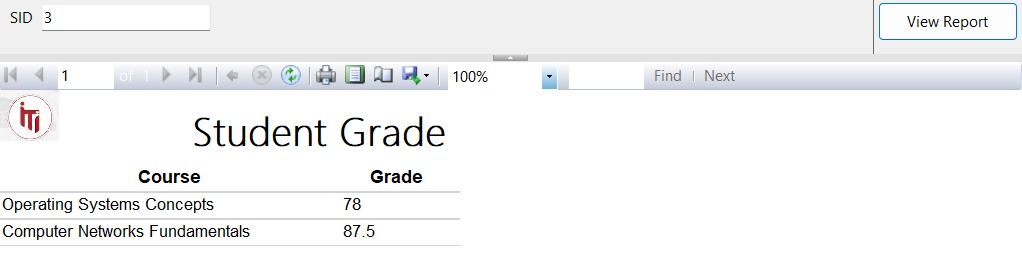 SID 3 View Report
1 of 1 100% Find | Next
iTi
Student Grade
Course Grade
Operating Systems Concepts 78
Computer Networks Fundamentals 87.5